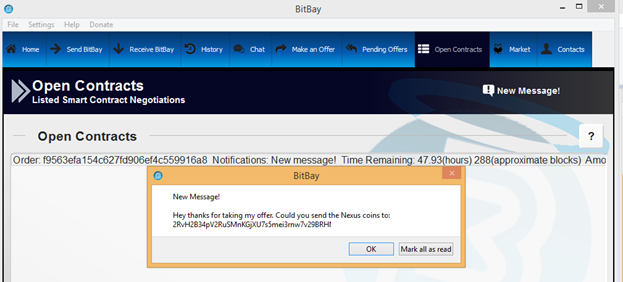 BitBay
File Settings Help Donate
Home Send BitBay Receive BitBay History Chat Make an Offer Pending Offers Open Contracts Market Contacts
Open Contracts
Listed Smart Contract Negotiations
New Message!
Open Contracts
?
Order: f9563efa154c627fd906ef4c559916a8 Notifications: New message! Time Remaining: 47.93(hours) 288(approximate blocks) Amo
BitBay
New Message!
Hey thanks for taking my offer. Could you send the Nexus coins to:
2RvH2B34pV2RuSMnKGjXU7s5mei3rnw7v29BRHf
OK Mark all as read